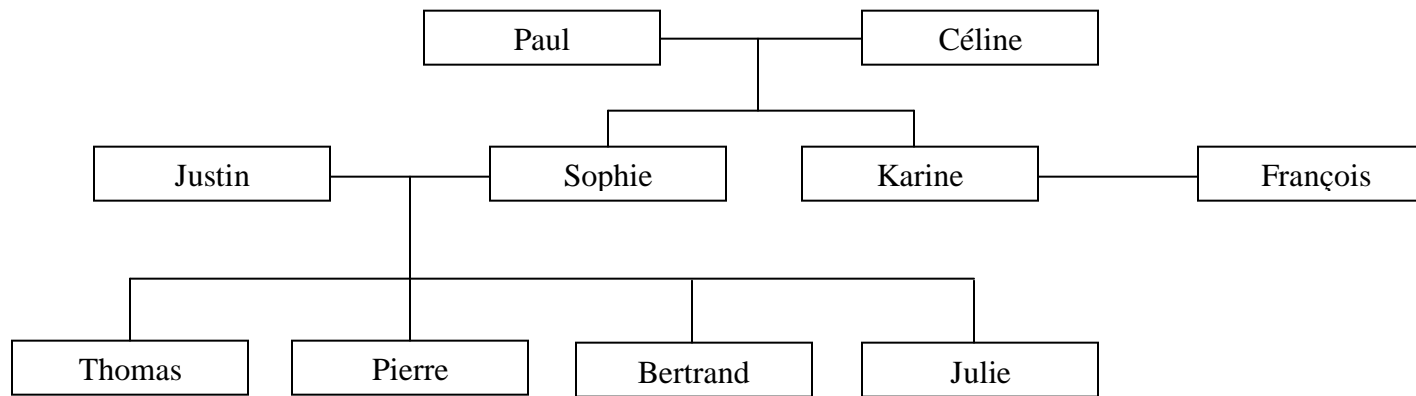 Paul
Céline
Justin
Sophie
Karine
François
Thomas
Pierre
Bertrand
Julie